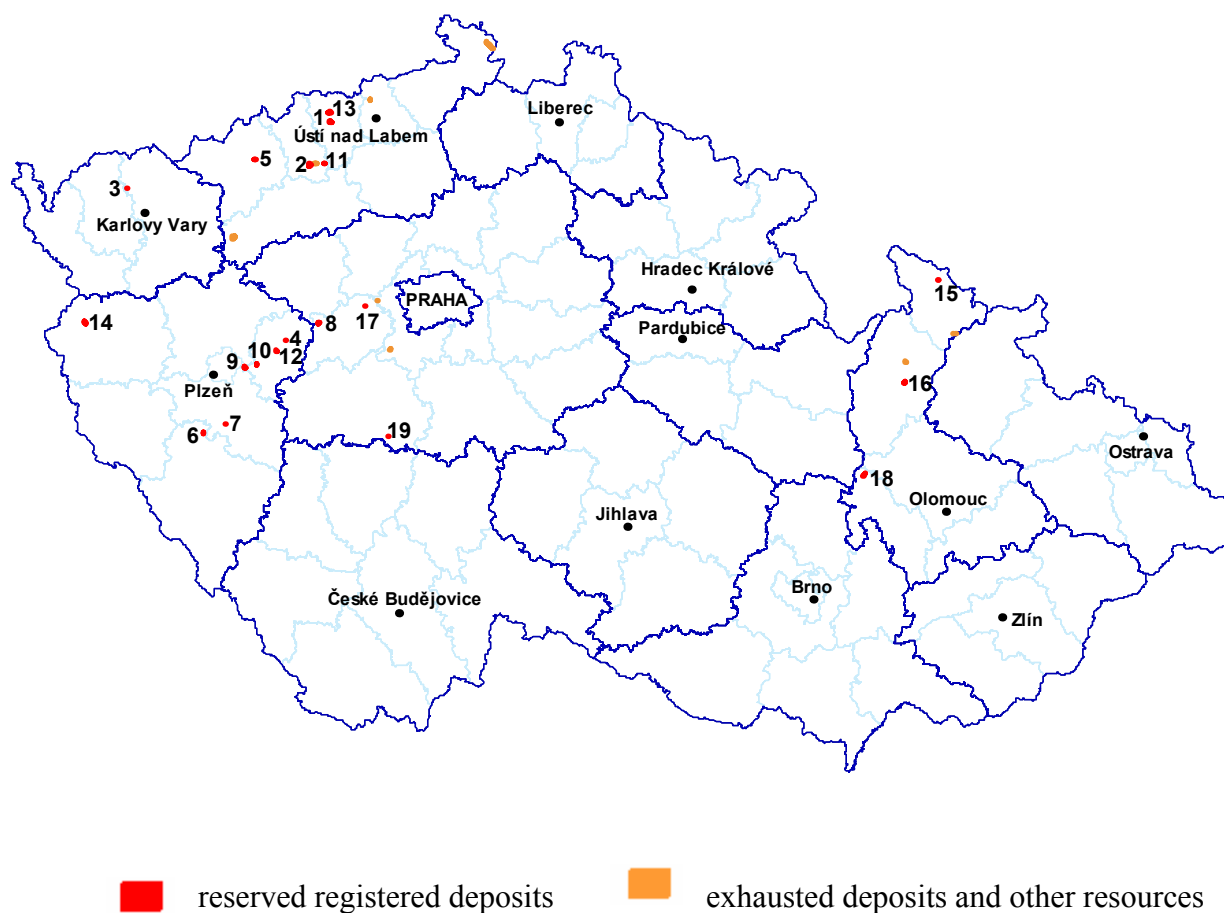 Liberec
13
1
Ústí nad Labem
5
2
11
3
Karlovy Vary
Hradec Králové
15
PRAHA
14
8
17
Pardubice
4
10
12
9
Plzeň
16
7
6
19
Ostrava
18
Olomouc
Jihlava
Brno
České Budějovice
Zlín
reserved registered deposits
exhausted deposits and other resources